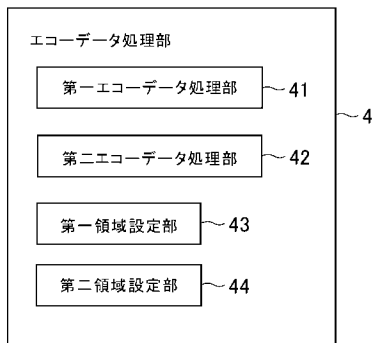 エコーデータ処理部
第一エコーデータ処理部 41
4
第二エコーデータ処理部 42
第一領域設定部 43
第二領域設定部 44